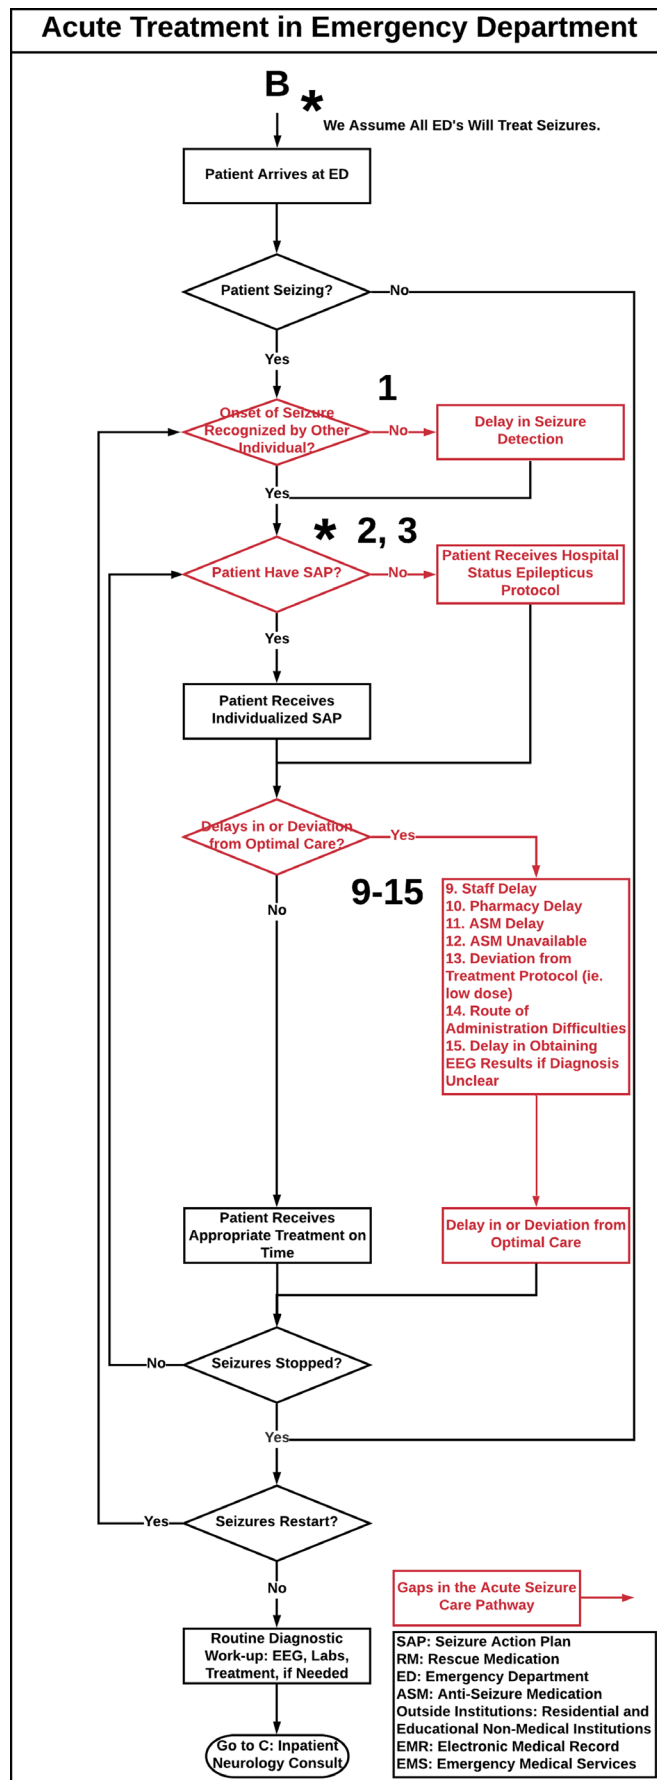 Acute Treatment in Emergency Department
B *
We Assume All ED's Will Treat Seizures.
Patient Arrives at ED
Patient Seizing?
No
Yes
1
Onset of Seizure
Recognized by Other
Individual?
No
Delay in Seizure
Detection
Yes
* 2, 3
Patient Have SAP?
No
Patient Receives Hospital
Status Epilepticus
Protocol
Yes
Patient Receives
Individualized SAP
Delays in or Deviation
from Optimal Care?
Yes
No
9-15
9. Staff Delay
10. Pharmacy Delay
11. ASM Delay
12. ASM Unavailable
13. Deviation from
Treatment Protocol (ie.
low dose)
14. Route of
Administration Difficulties
15. Delay in Obtaining
EEG Results if Diagnosis
Unclear
Patient Receives
Appropriate Treatment on
Time
Delay in or Deviation from
Optimal Care
Seizures Stopped?
No
Yes
Seizures Restart?
Yes
No
Routine Diagnostic
Work-up: EEG, Labs,
Treatment, if Needed
Go to C: Inpatient
Neurology Consult
Gaps in the Acute Seizure
Care Pathway
SAP: Seizure Action Plan
RM: Rescue Medication
ED: Emergency Department
ASM: Anti-Seizure Medication
Outside Institutions: Residential and
Educational Non-Medical Institutions
EMR: Electronic Medical Record
EMS: Emergency Medical Services